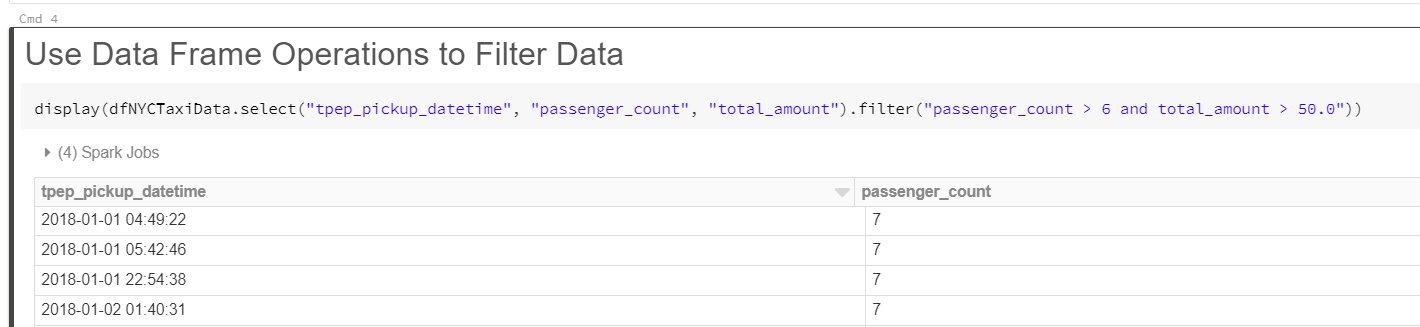 Cmd 4
Use Data Frame Operations to Filter Data
display(dfNYCTaxiData.select("tpep_pickup_datetime", "passenger_count", "total_amount").filter("passenger_count > 6 and total_amount > 50.0"))
(4) Spark Jobs
tpep_pickup_datetime passenger_count
2018-01-01 04:49:22 7
2018-01-01 05:42:46 7
2018-01-01 22:54:38 7
2018-01-02 01:40:31 7